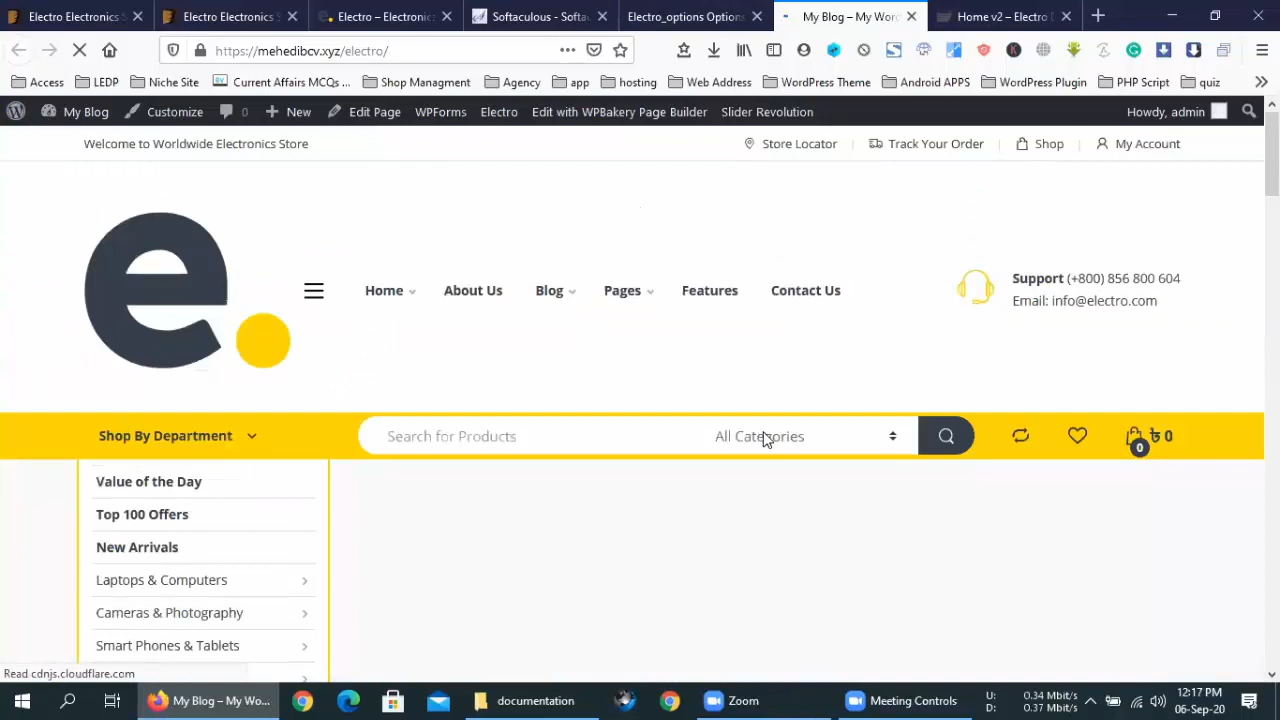 Electro Electronics
Electro Electronics
Electro – Electronic
Softaculous - Softa
Electro_options Option
My Blog – My Wor
Home v2 – Electro
https://mehedibcv.xyz/electro/
Access
LEDP
Niche Site
Current Affairs MCQs ...
Shop Managment
Agency
app
hosting
Web Address
WordPress Theme
Android APPS
WordPress Plugin
PHP Script
quiz
My Blog
Customize
0
New
Edit Page
WPForms
Electro
Edit with WPBakery Page Builder
Slider Revolution
Howdy, admin
Welcome to Worldwide Electronics Store
Store Locator
Track Your Order
Shop
My Account
e.
Home
About Us
Blog
Pages
Features
Contact Us
Support (+800) 856 800 604
Email: info@electro.com
Shop By Department
Search for Products
All Categories
0
৳ 0
Value of the Day
Top 100 Offers
New Arrivals
Laptops & Computers
Cameras & Photography
Smart Phones & Tablets
Read cdnjs.cloudflare.com
My Blog – My Wo...
documentation
Zoom
Meeting Controls
U: 0.34 Mbit/s
D: 0.37 Mbit/s
12:17 PM
06-Sep-20